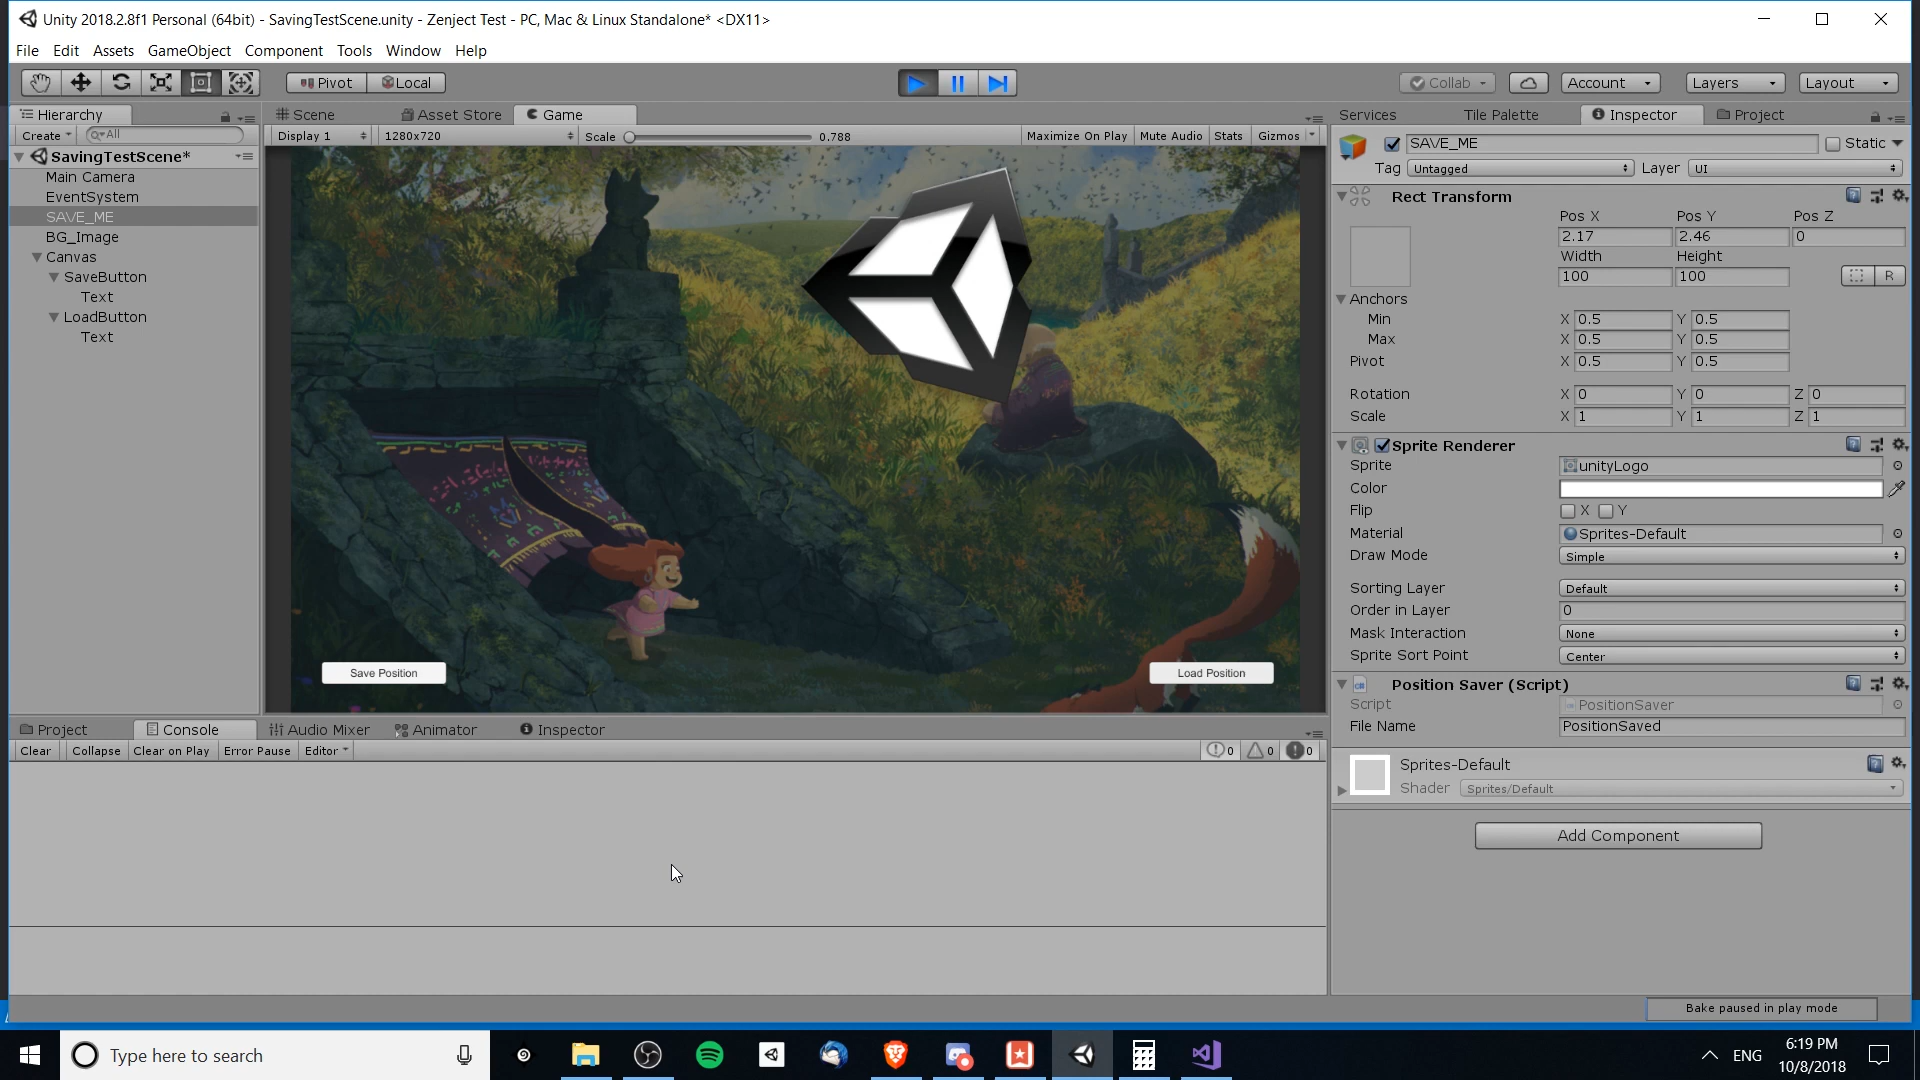 Unity 2018.2.8f1 Personal (64bit) - SavingTestScene.unity - Zenject Test - PC, Mac & Linux Standalone* <DX11>
File Edit Assets GameObject Component Tools Window Help
Pivot Local Collab Account Layers Layout
Hierarchy
Create All
SavingTestScene*
Main Camera
EventSystem
SAVE_ME
BG_Image
Canvas
SaveButton
Text
LoadButton
Text
Scene Asset Store Game
Display 1 1280x720 Scale 0.788 Maximize On Play Mute Audio Stats Gizmos
Save Position
Load Position
Project Console Audio Mixer Animator Inspector
Clear Collapse Clear on Play Error Pause Editor 0 0 0
Services Tile Palette Inspector Project
SAVE_ME Static
Tag Untagged Layer UI
Rect Transform
Pos X Pos Y Pos Z
2.17 2.46 0
Width Height
100 100 R
Anchors
Min X 0.5 Y 0.5
Max X 0.5 Y 0.5
Pivot X 0.5 Y 0.5
Rotation X 0 Y 0 Z 0
Scale X 1 Y 1 Z 1
Sprite Renderer
Sprite unityLogo
Color
Flip X Y
Material Sprites-Default
Draw Mode Simple
Sorting Layer Default
Order in Layer 0
Mask Interaction None
Sprite Sort Point Center
Position Saver (Script)
Script PositionSaver
File Name PositionSaved
Sprites-Default
Shader Sprites/Default
Add Component
Bake paused in play mode
Type here to search
ENG
6:19 PM
10/8/2018